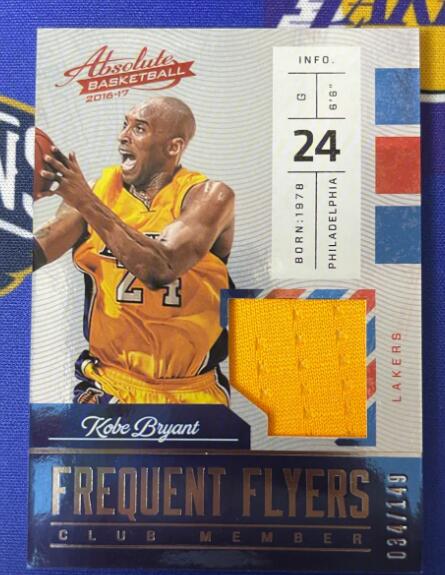 Absolute
BASKETBALL
2016-17
INFO.
G
6'6"
24
BORN:1978
PHILADELPHIA
24
LAKERS
Kobe Bryant
FREQUENT FLYERS
CLUB MEMBER
034/149